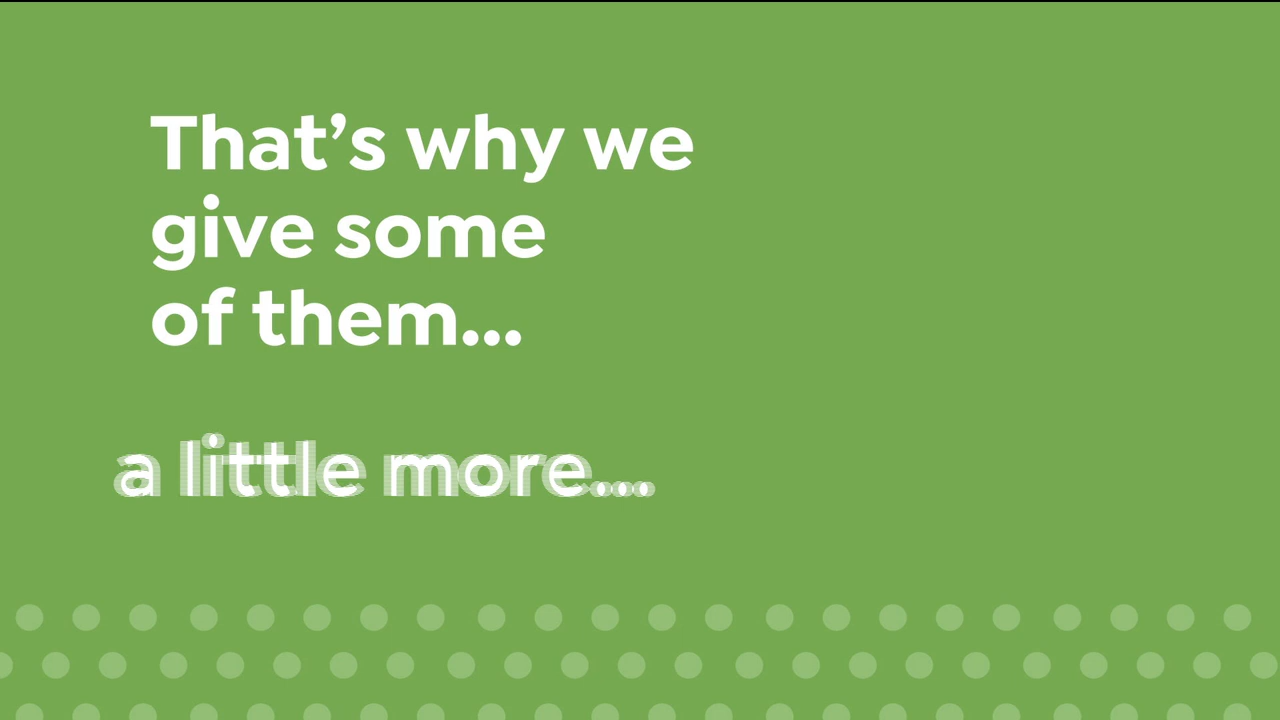 That’s why we
give some
of them...
a little more...